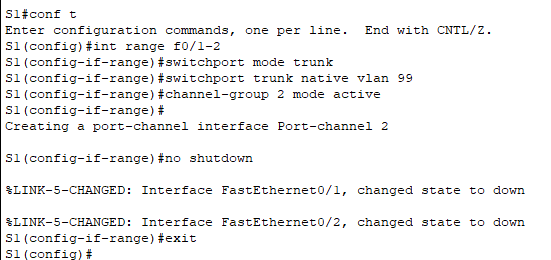 S1#conf t
Enter configuration commands, one per line.  End with CNTL/Z.
S1(config)#int range f0/1-2
S1(config-if-range)#switchport mode trunk
S1(config-if-range)#switchport trunk native vlan 99
S1(config-if-range)#channel-group 2 mode active
S1(config-if-range)#
Creating a port-channel interface Port-channel 2
S1(config-if-range)#no shutdown
%LINK-5-CHANGED: Interface FastEthernet0/1, changed state to down
%LINK-5-CHANGED: Interface FastEthernet0/2, changed state to down
S1(config-if-range)#exit
S1(config)#